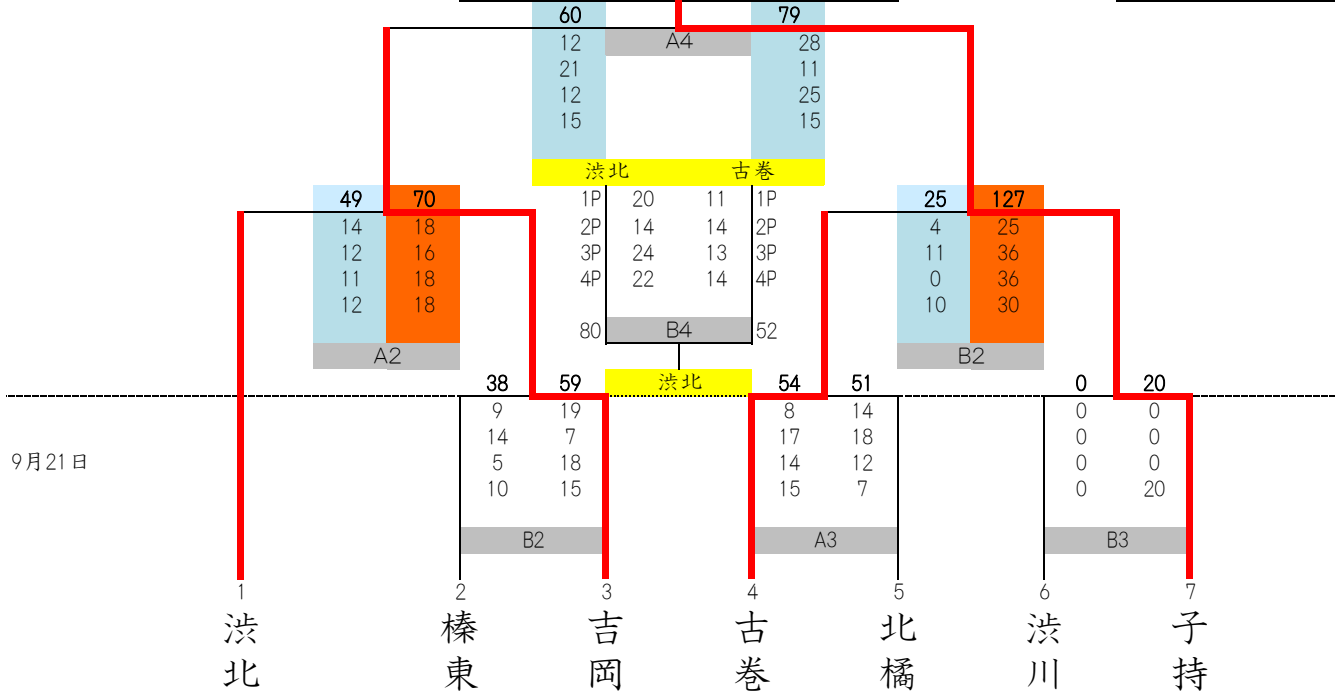 60 79
12 A4 28
21 11
12 25
15 15
渋北 古巻
49 70 1P 20 11 1P 25 127
14 18 2P 14 14 2P 4 25
12 16 3P 24 13 3P 11 36
11 18 4P 22 14 4P 0 36
12 18 10 30
80 B4 52
A2 B2
38 59 渋北 54 51 0 20
9 19 8 14 0 0
14 7 17 18 0 0
9月21日 5 18 14 12 0 0
10 15 15 7 0 20
B2 A3 B3
1 2 3 4 5 6 7
渋北 榛東 吉岡 古巻 北橘 渋川 子持